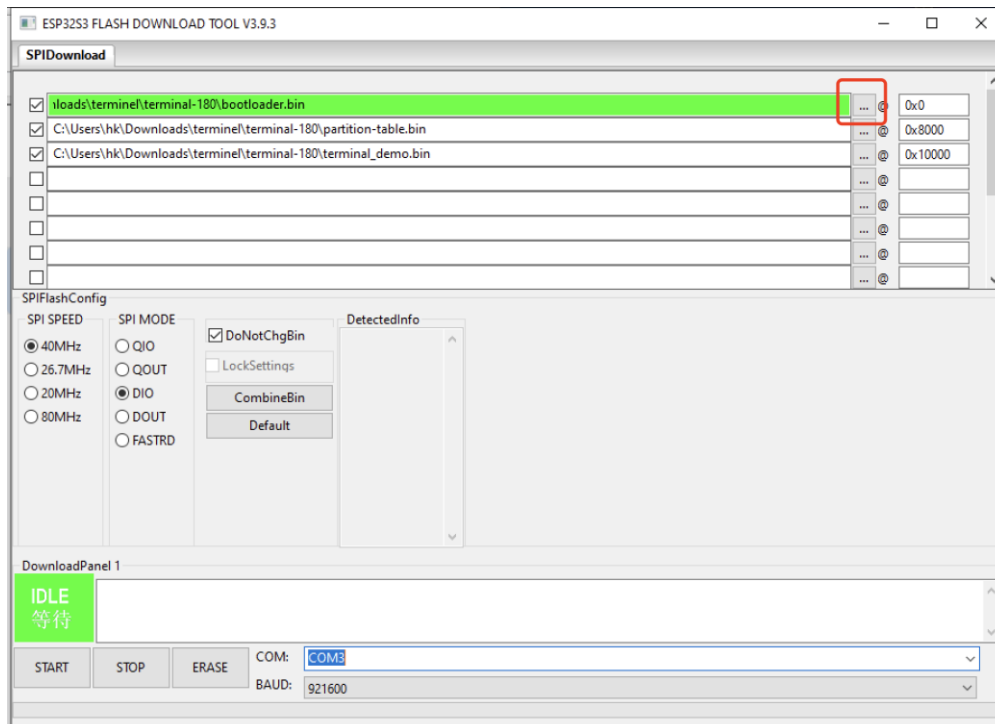 ESP32S3 FLASH DOWNLOAD TOOL V3.9.3
SPIDownload
\terminel\terminal-180\bootloader.bin ... @ 0x0
C:\Users\hk\Downloads\terminel\terminal-180\partition-table.bin ... @ 0x8000
C:\Users\hk\Downloads\terminel\terminal-180\terminal_demo.bin ... @ 0x10000
... @
... @
... @
... @
... @
SPIFlashConfig
SPI SPEED
40MHz
26.7MHz
20MHz
80MHz
SPI MODE
QIO
QOUT
DIO
DOUT
FASTRD
DoNotChgBin
LockSettings
CombineBin
Default
DetectedInfo
DownloadPanel 1
IDLE
等待
START STOP ERASE
COM: COM3
BAUD: 921600